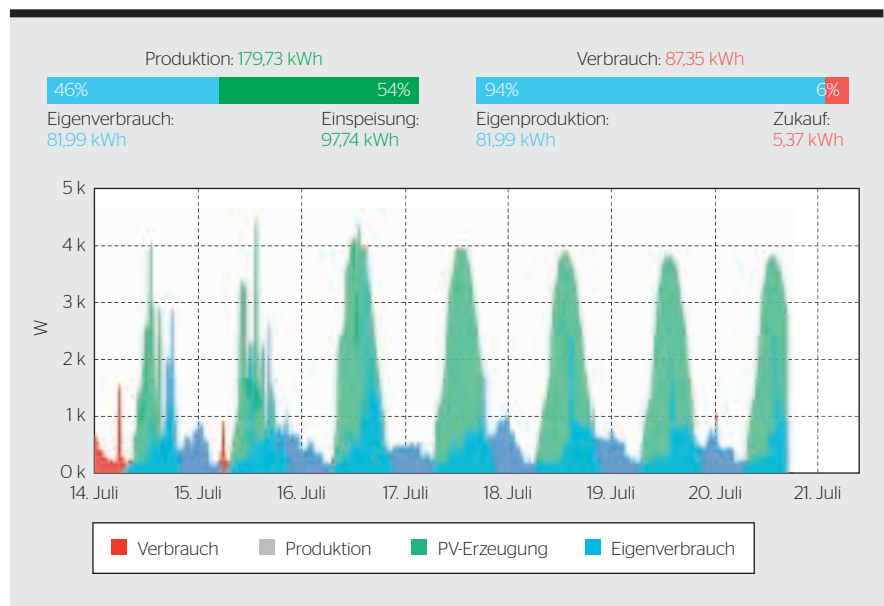 Produktion: 179,73 kWh
46% 54%
Eigenverbrauch: Einspeisung:
81,99 kWh 97,74 kWh
Verbrauch: 87,35 kWh
94% 6%
Eigenproduktion: Zukauf:
81,99 kWh 5,37 kWh
5 k
4 k
3 k
2 k
1 k
0 k
W
14. Juli 15. Juli 16. Juli 17. Juli 18. Juli 19. Juli 20. Juli 21. Juli
Verbrauch Produktion PV-Erzeugung Eigenverbrauch